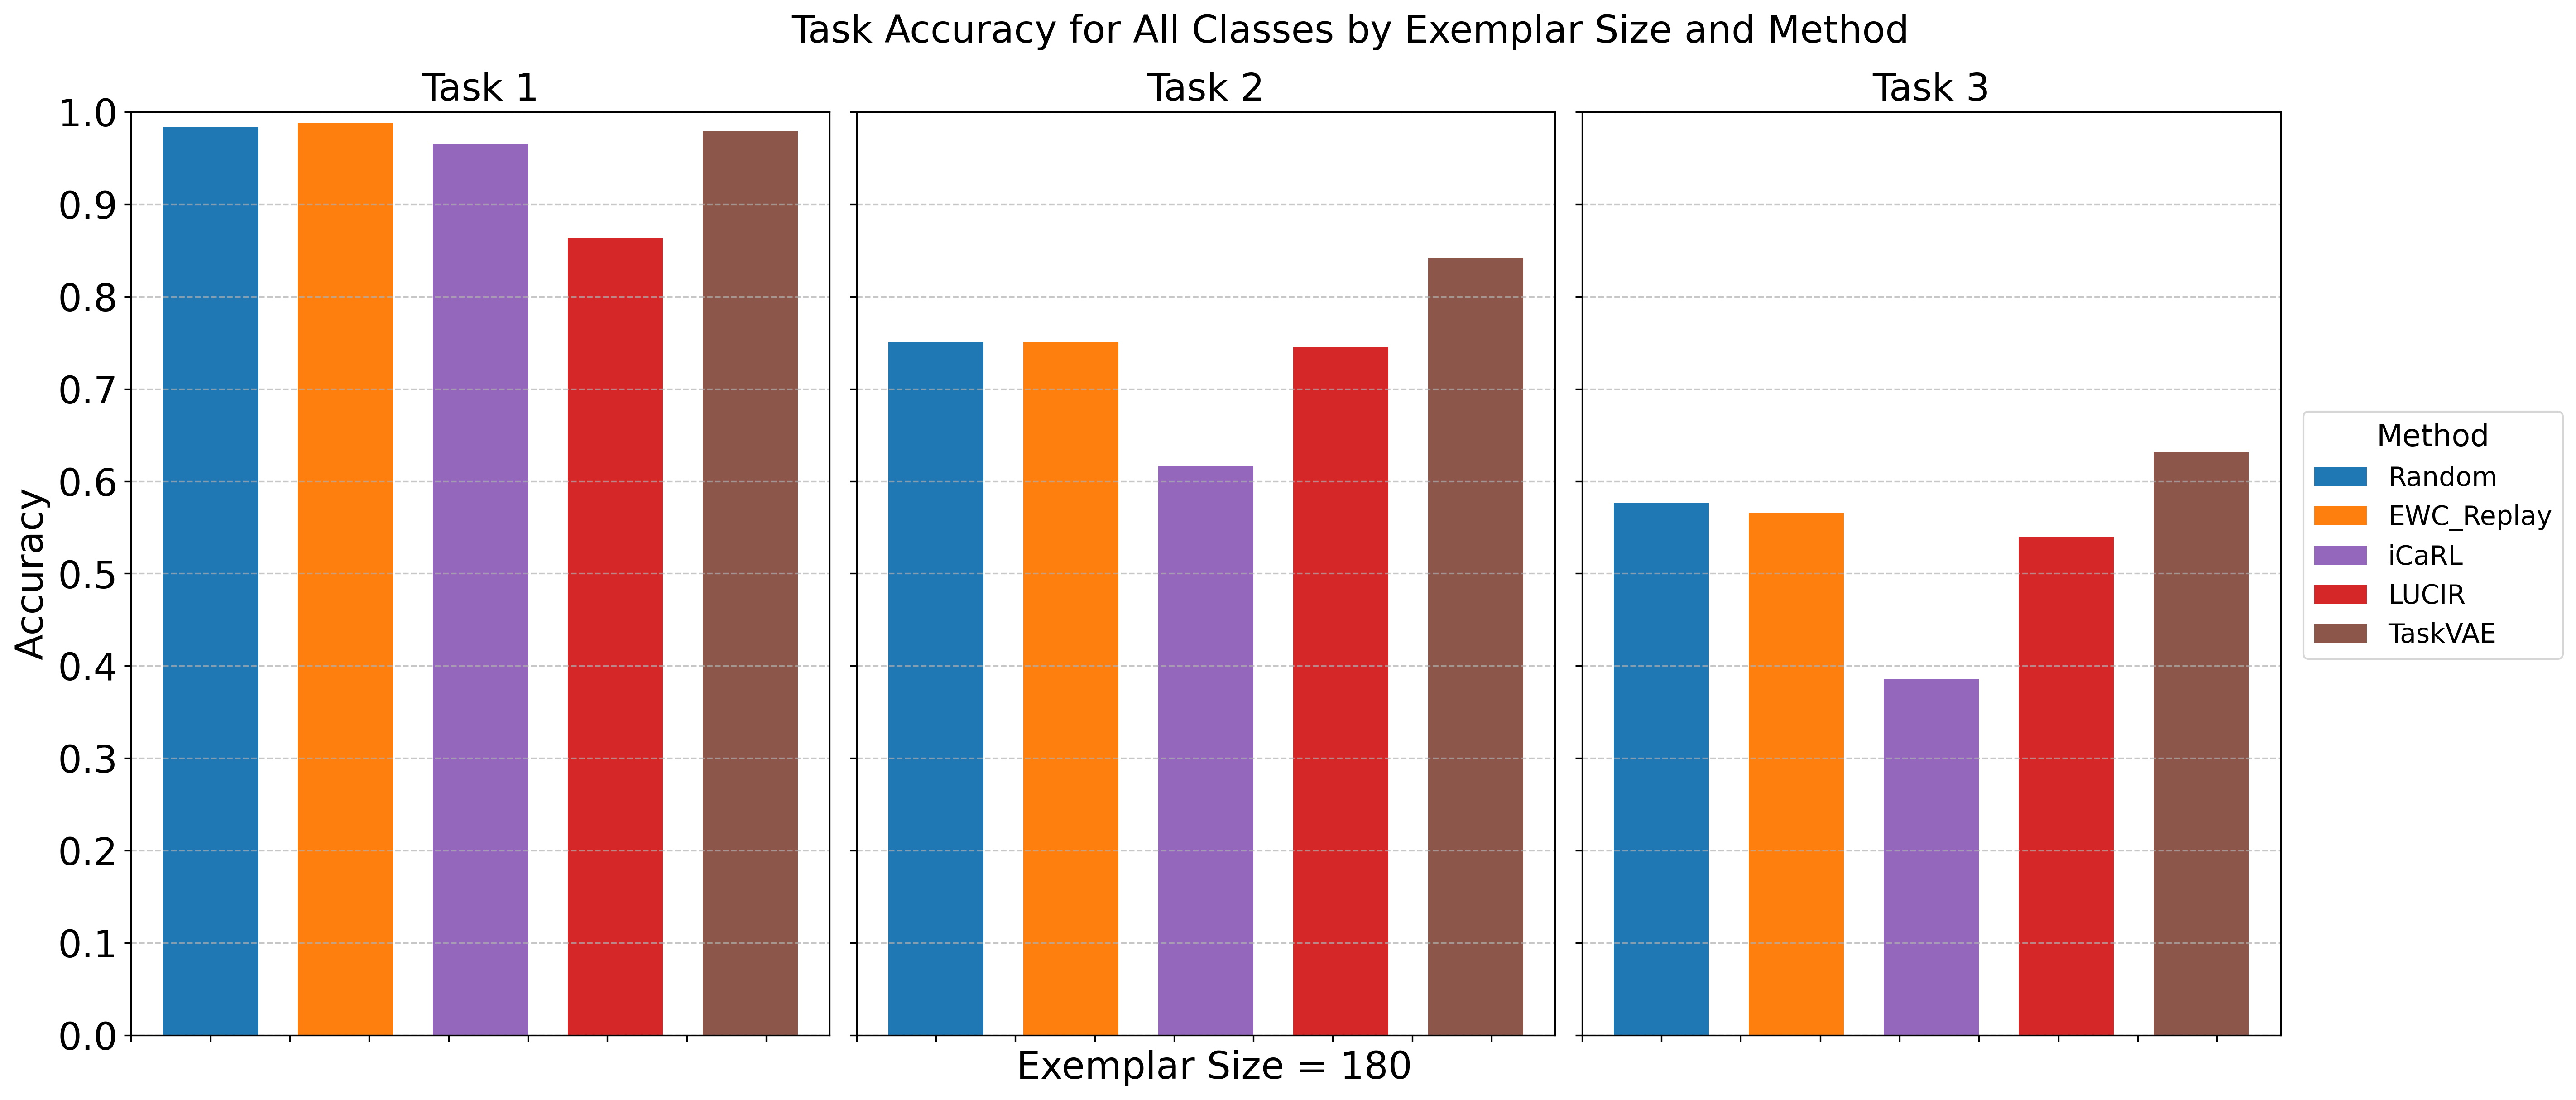 Task Accuracy for All Classes by Exemplar Size and Method
Task 1
Task 2
Task 3
1.0
0.9
0.8
0.7
0.6
0.5
0.4
0.3
0.2
0.1
0.0
Accuracy
Exemplar Size = 180
Method
Random
EWC_Replay
iCaRL
LUCIR
TaskVAE